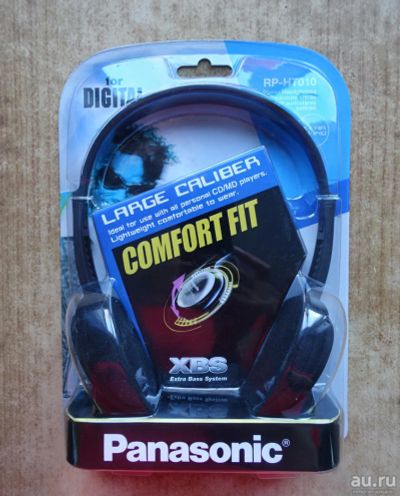 for
DIGITAL
RP-H7010
LARGE CALIBER
Ideal for use with all personal CD/MD players.
Lightweight comfortable to wear.
COMFORT FIT
XBS
Extra Bass System
Panasonic®
au.ru